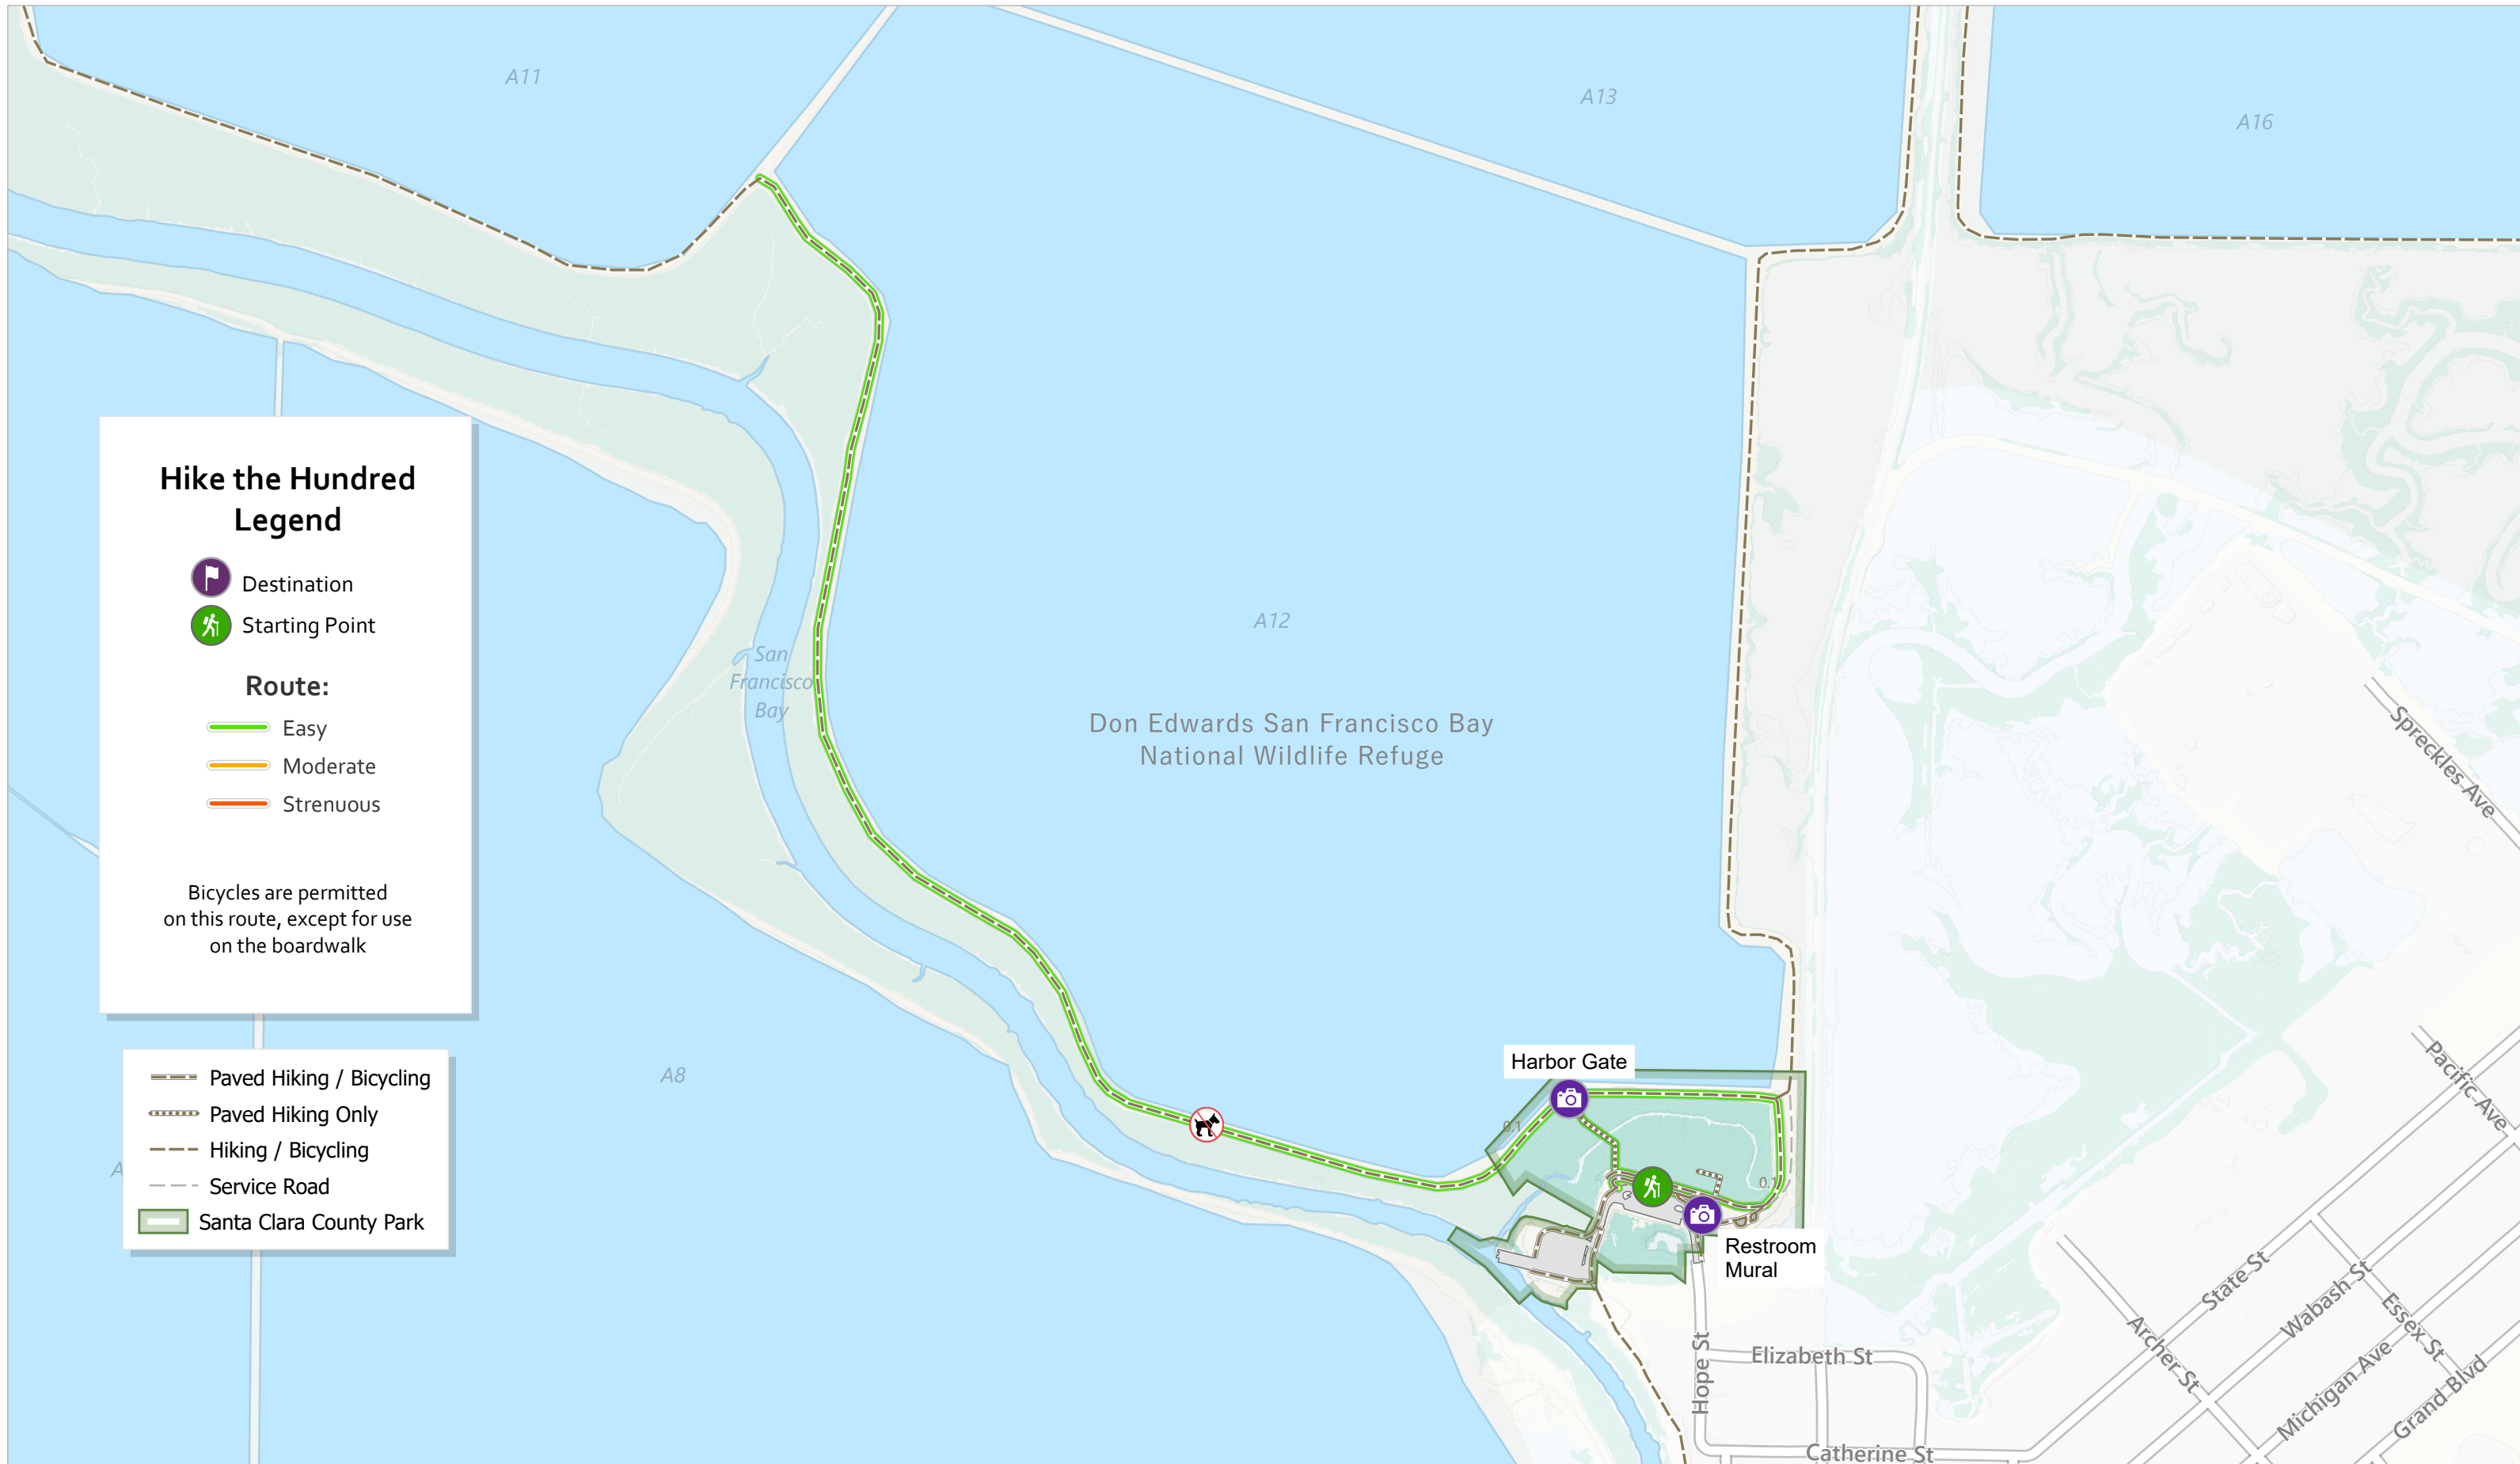 A11
A13
A16
Hike the Hundred
Legend
Destination
Starting Point
Route:
Easy
Moderate
Strenuous
Bicycles are permitted
on this route, except for use
on the boardwalk
San
Francisco
Bay
A12
Don Edwards San Francisco Bay
National Wildlife Refuge
Spreckles Ave
Pacific Ave
A8
Paved Hiking / Bicycling
Paved Hiking Only
Hiking / Bicycling
Service Road
Santa Clara County Park
A
Harbor Gate
0.1
0.1
Restroom
Mural
Hope St
Elizabeth St
Catherine St
State St
Wabash St
Essex St
Archer St
Michigan Ave
Grand Blvd